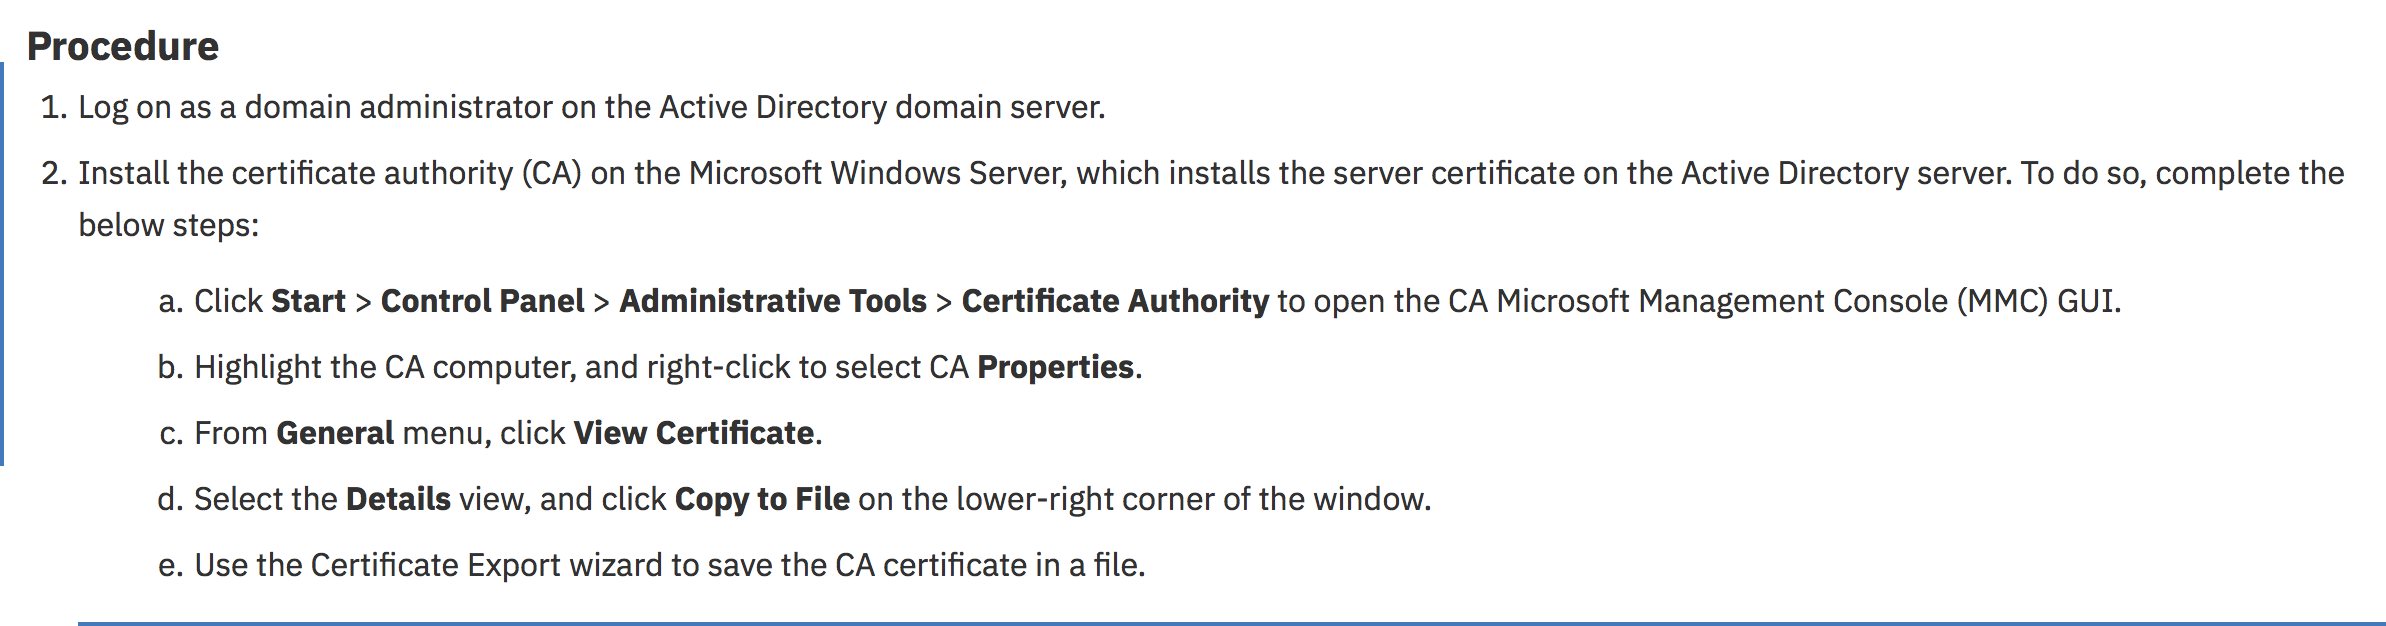 Procedure
1. Log on as a domain administrator on the Active Directory domain server.
2. Install the certificate authority (CA) on the Microsoft Windows Server, which installs the server certificate on the Active Directory server. To do so, complete the
below steps:
a. Click Start > Control Panel > Administrative Tools > Certificate Authority to open the CA Microsoft Management Console (MMC) GUI.
b. Highlight the CA computer, and right-click to select CA Properties.
c. From General menu, click View Certificate.
d. Select the Details view, and click Copy to File on the lower-right corner of the window.
e. Use the Certificate Export wizard to save the CA certificate in a file.